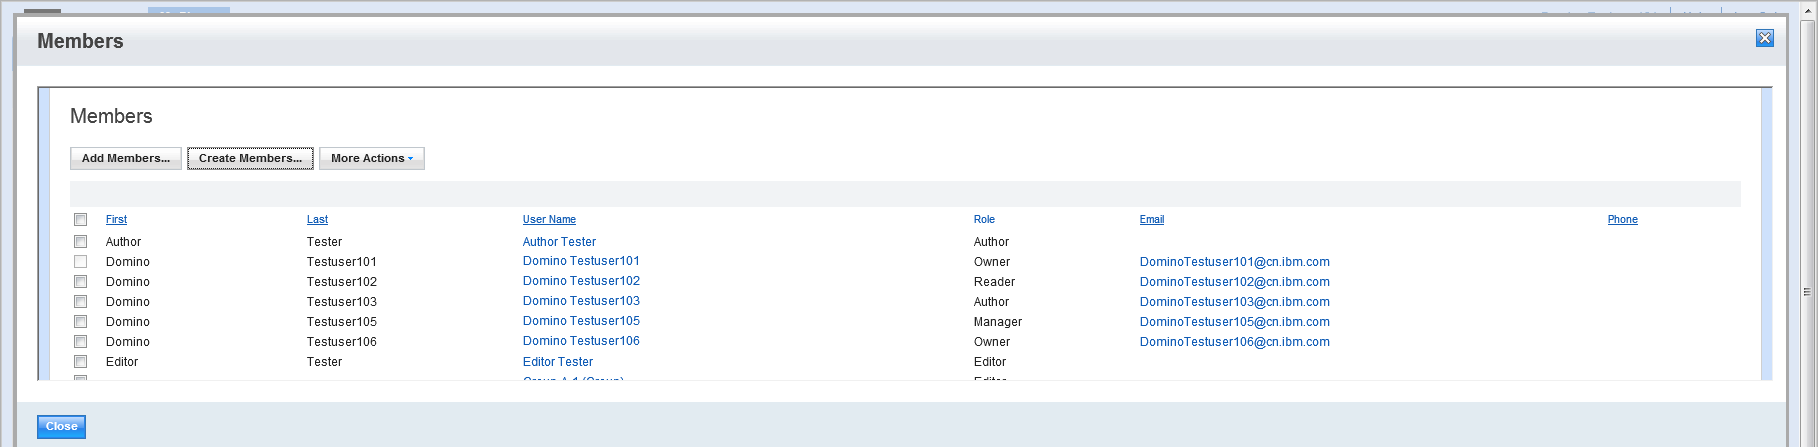 Members
Members
Add Members... Create Members... More Actions
First Last User Name Role Email Phone
Author Tester Author Tester Author
Domino Testuser101 Domino Testuser101 Owner DominoTestuser101@cn.ibm.com
Domino Testuser102 Domino Testuser102 Reader DominoTestuser102@cn.ibm.com
Domino Testuser103 Domino Testuser103 Author DominoTestuser103@cn.ibm.com
Domino Testuser105 Domino Testuser105 Manager DominoTestuser105@cn.ibm.com
Domino Testuser106 Domino Testuser106 Owner DominoTestuser106@cn.ibm.com
Editor Tester Editor Tester Editor
Close